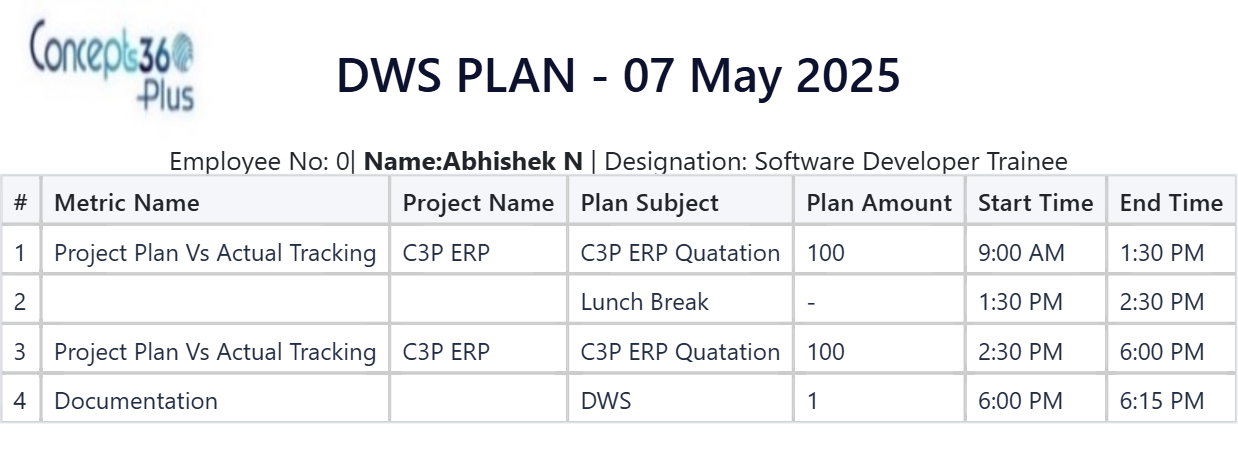 Concepts360
Plus
DWS PLAN - 07 May 2025
Employee No: 0| Name:Abhishek N | Designation: Software Developer Trainee
# Metric Name Project Name Plan Subject Plan Amount Start Time End Time
1 Project Plan Vs Actual Tracking C3P ERP C3P ERP Quatation 100 9:00 AM 1:30 PM
2 Lunch Break - 1:30 PM 2:30 PM
3 Project Plan Vs Actual Tracking C3P ERP C3P ERP Quatation 100 2:30 PM 6:00 PM
4 Documentation DWS 1 6:00 PM 6:15 PM